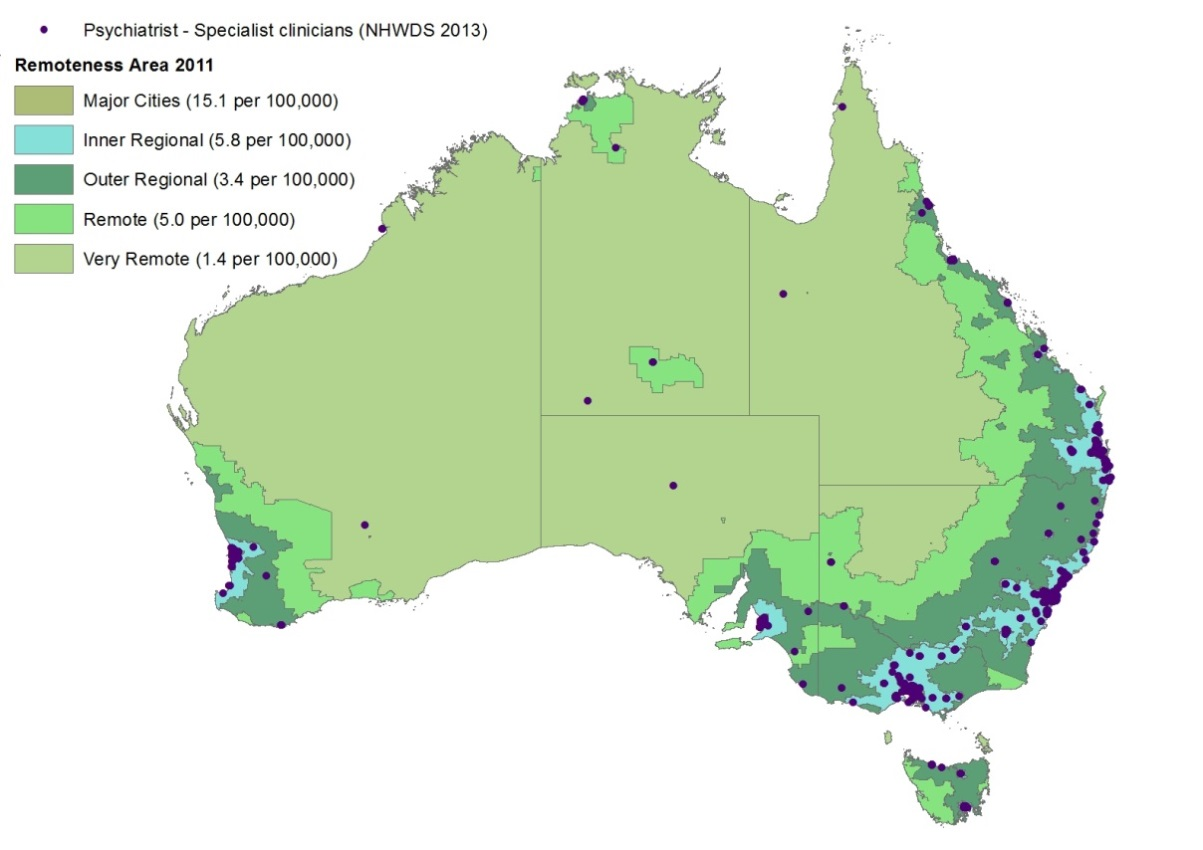 Psychiatrist - Specialist clinicians (NHWDS 2013)
Remoteness Area 2011
Major Cities (15.1 per 100,000)
Inner Regional (5.8 per 100,000)
Outer Regional (3.4 per 100,000)
Remote (5.0 per 100,000)
Very Remote (1.4 per 100,000)